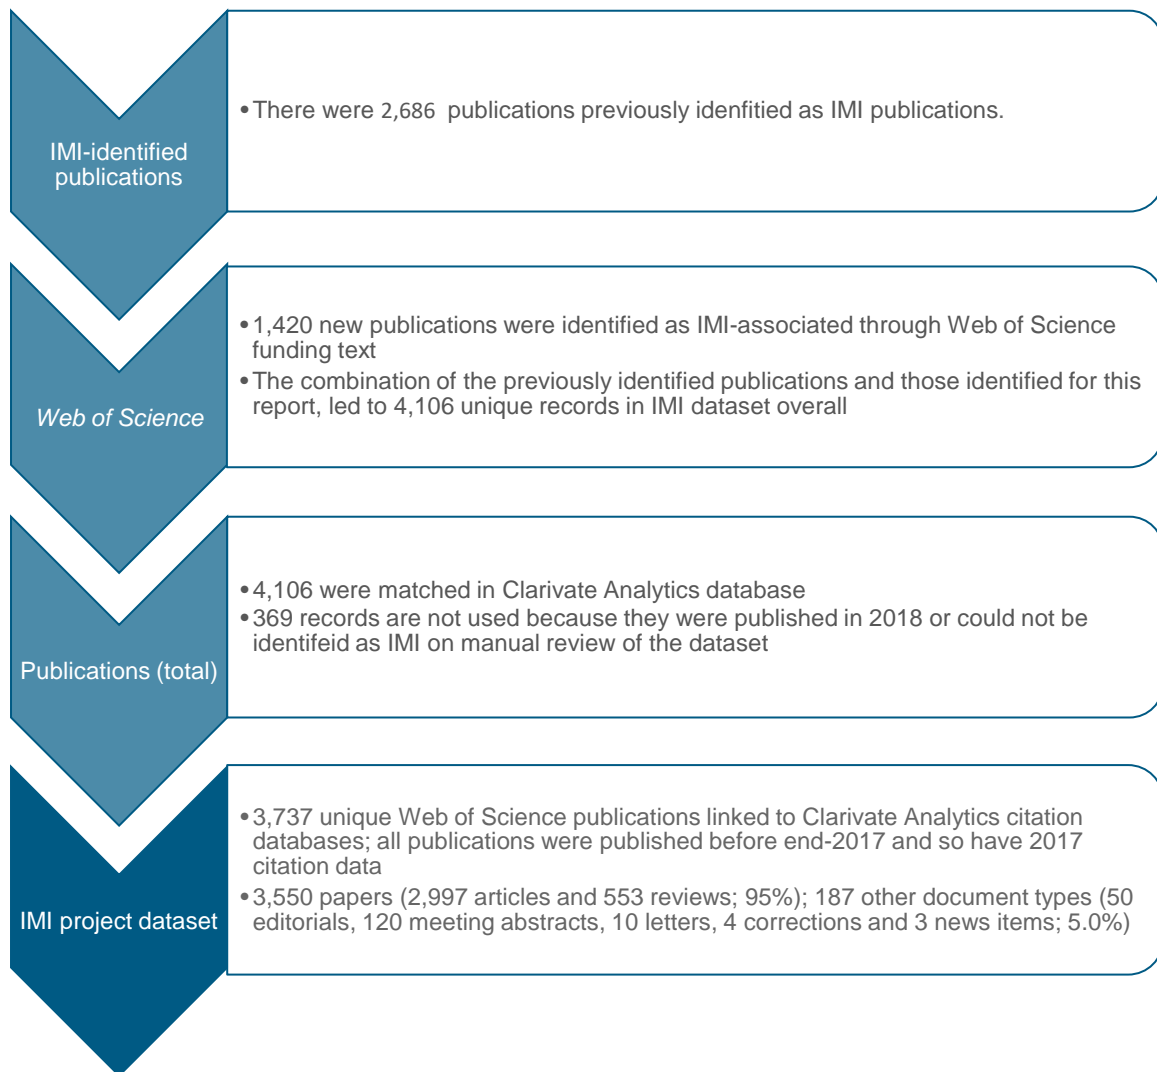 IMI-identified
publications
•There were 2,686  publications previously idenfitied as IMI publications.
Web of Science
•1,420 new publications were identified as IMI-associated through Web of Science
funding text
•The combination of the previously identified publications and those identified for this
report, led to 4,106 unique records in IMI dataset overall
Publications (total)
•4,106 were matched in Clarivate Analytics database
•369 records are not used because they were published in 2018 or could not be
identifeid as IMI on manual review of the dataset
IMI project dataset
•3,737 unique Web of Science publications linked to Clarivate Analytics citation
databases; all publications were published before end-2017 and so have 2017
citation data
•3,550 papers (2,997 articles and 553 reviews; 95%); 187 other document types (50
editorials, 120 meeting abstracts, 10 letters, 4 corrections and 3 news items; 5.0%)